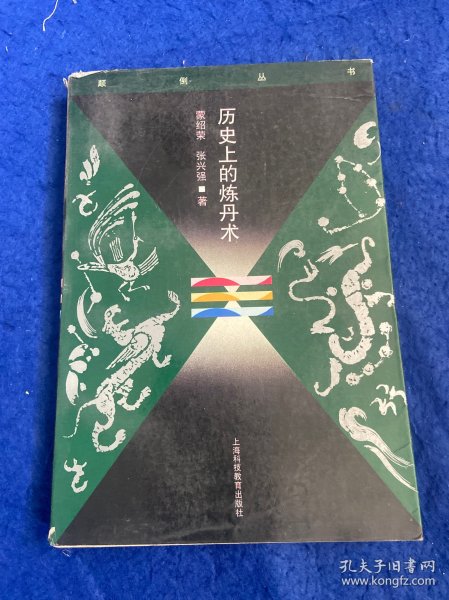 颠倒丛书
历史上的炼丹术
蒙绍荣 张兴强 著
上海科技教育出版社
孔夫子旧书网
www.kongfz.com